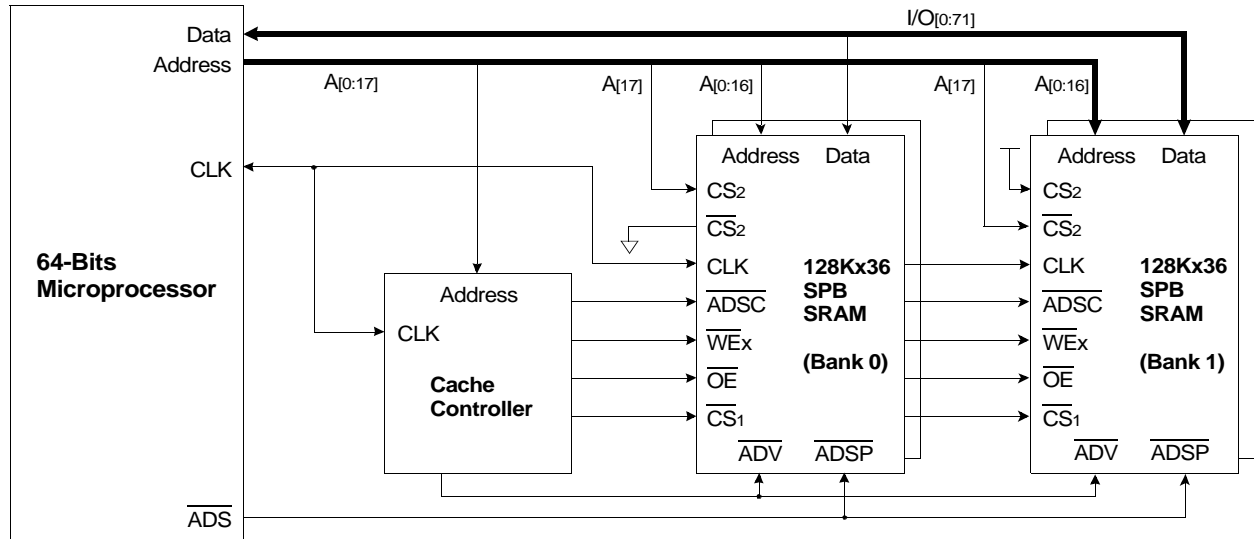 I/O[0:71]
Data
Address
A[0:17]
A[17]
A[0:16]
A[17]
A[0:16]
CLK
64-Bits
Microprocessor
ADS
Address
CLK
Cache
Controller
Address Data
CS2
CS2
CLK
ADSC
WEx
OE
CS1
128Kx36
SPB
SRAM
(Bank 0)
ADV ADSP
Address Data
CS2
CS2
CLK
ADSC
WEx
OE
CS1
128Kx36
SPB
SRAM
(Bank 1)
ADV ADSP